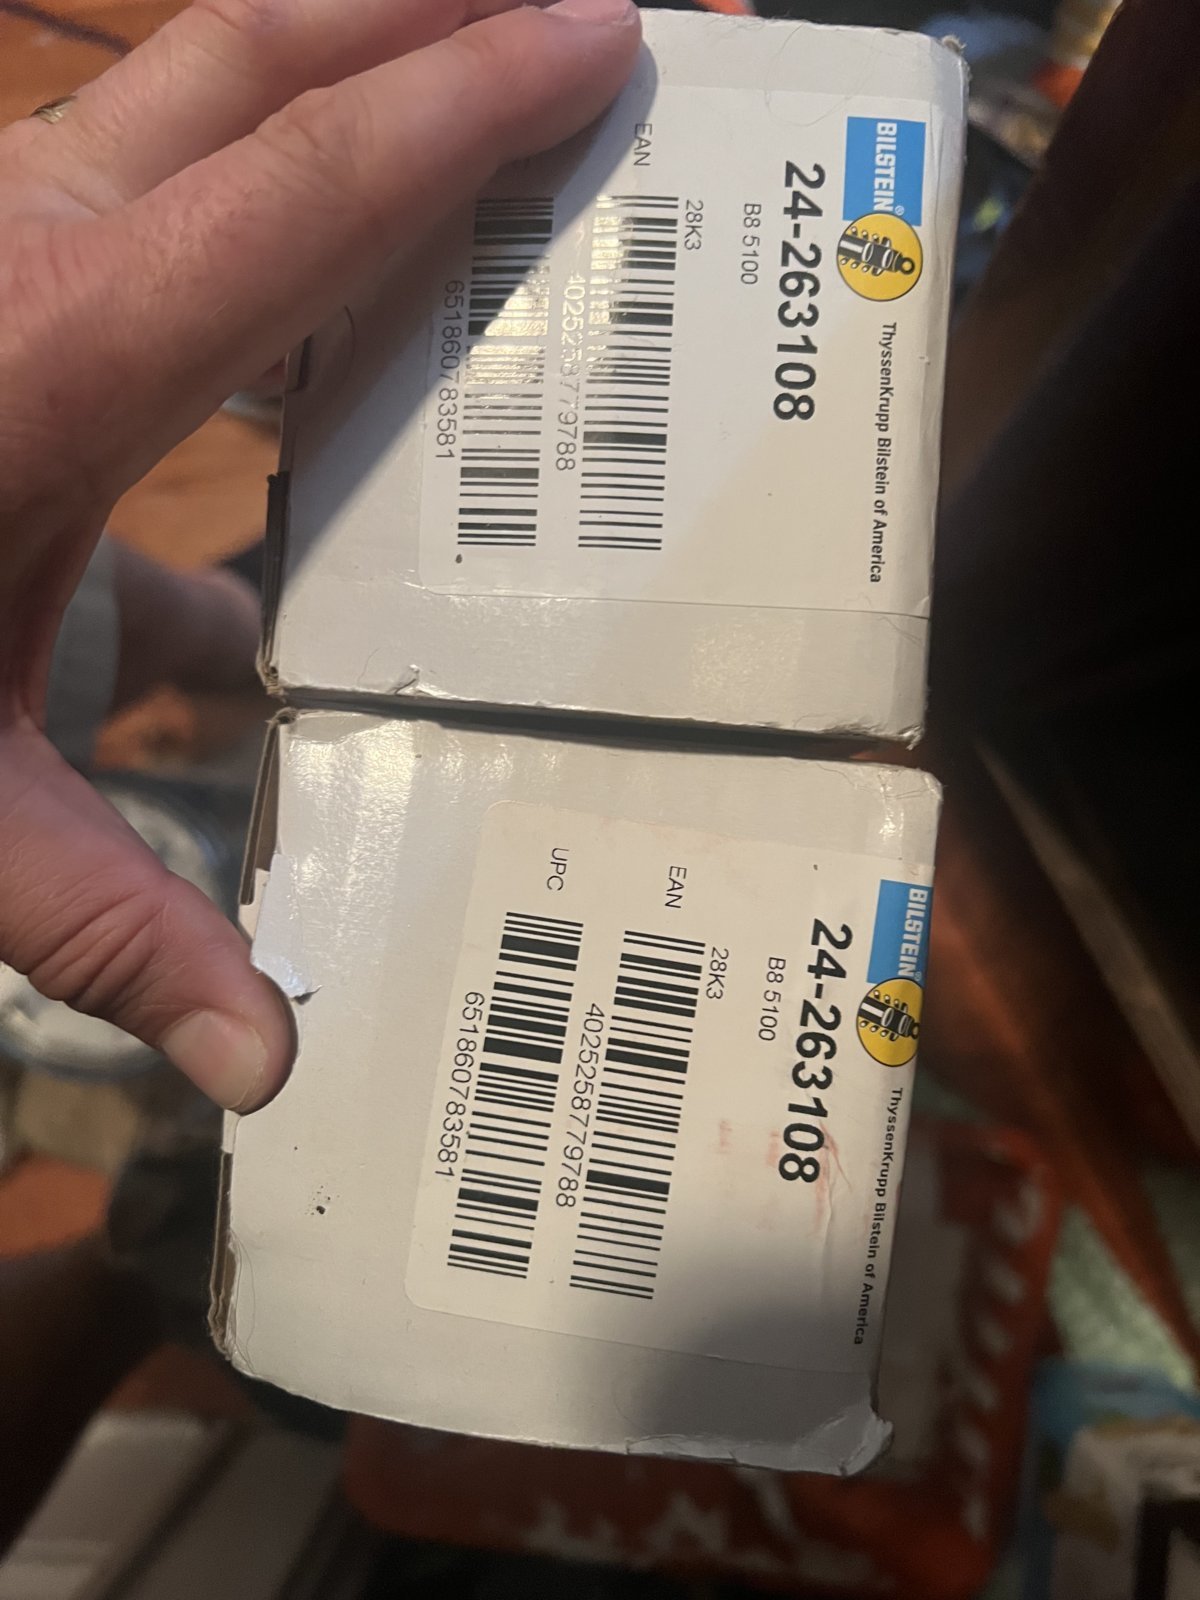 BILSTEIN®
ThyssenKrupp Bilstein of America
24-263108
B8 5100
28K3
EAN
779788
651860783581
BILSTEIN®
ThyssenKrupp Bilstein of America
24-263108
B8 5100
28K3
EAN
4025258779788
UPC
651860783581